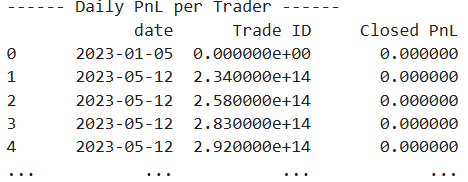 ------ Daily PnL per Trader ------
date Trade ID Closed PnL
0 2023-01-05 0.000000e+00 0.000000
1 2023-05-12 2.340000e+14 0.000000
2 2023-05-12 2.580000e+14 0.000000
3 2023-05-12 2.830000e+14 0.000000
4 2023-05-12 2.920000e+14 0.000000
... ... ... ...